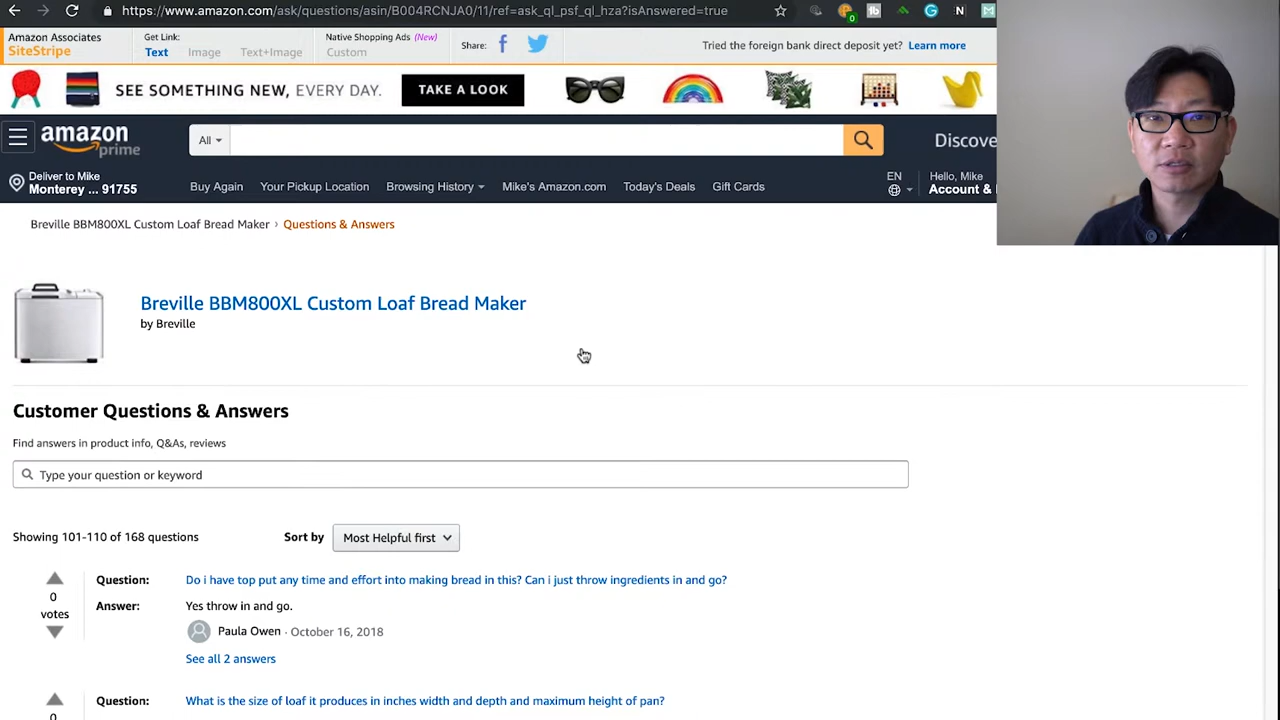 https://www.amazon.com/ask/questions/asin/B004RCNJA0/11/ref=ask_ql_psf_ql_hza?isAnswered=true
0
N
Amazon Associates
SiteStripe
Get Link:
Text Image Text+Image
Native Shopping Ads (New)
Custom
Share:
Tried the foreign bank direct deposit yet? Learn more
SEE SOMETHING NEW, EVERY DAY.
TAKE A LOOK
amazon
prime
All
Discove
Deliver to Mike
Monterey ... 91755
Buy Again Your Pickup Location Browsing History Mike's Amazon.com Today's Deals Gift Cards
EN
Hello, Mike
Account &
Breville BBM800XL Custom Loaf Bread Maker › Questions & Answers
Breville BBM800XL Custom Loaf Bread Maker
by Breville
Customer Questions & Answers
Find answers in product info, Q&As, reviews
Type your question or keyword
Showing 101-110 of 168 questions
Sort by
Most Helpful first
0
votes
Question: Do i have top put any time and effort into making bread in this? Can i just throw ingredients in and go?
Answer: Yes throw in and go.
Paula Owen · October 16, 2018
See all 2 answers
0
Question: What is the size of loaf it produces in inches width and depth and maximum height of pan?